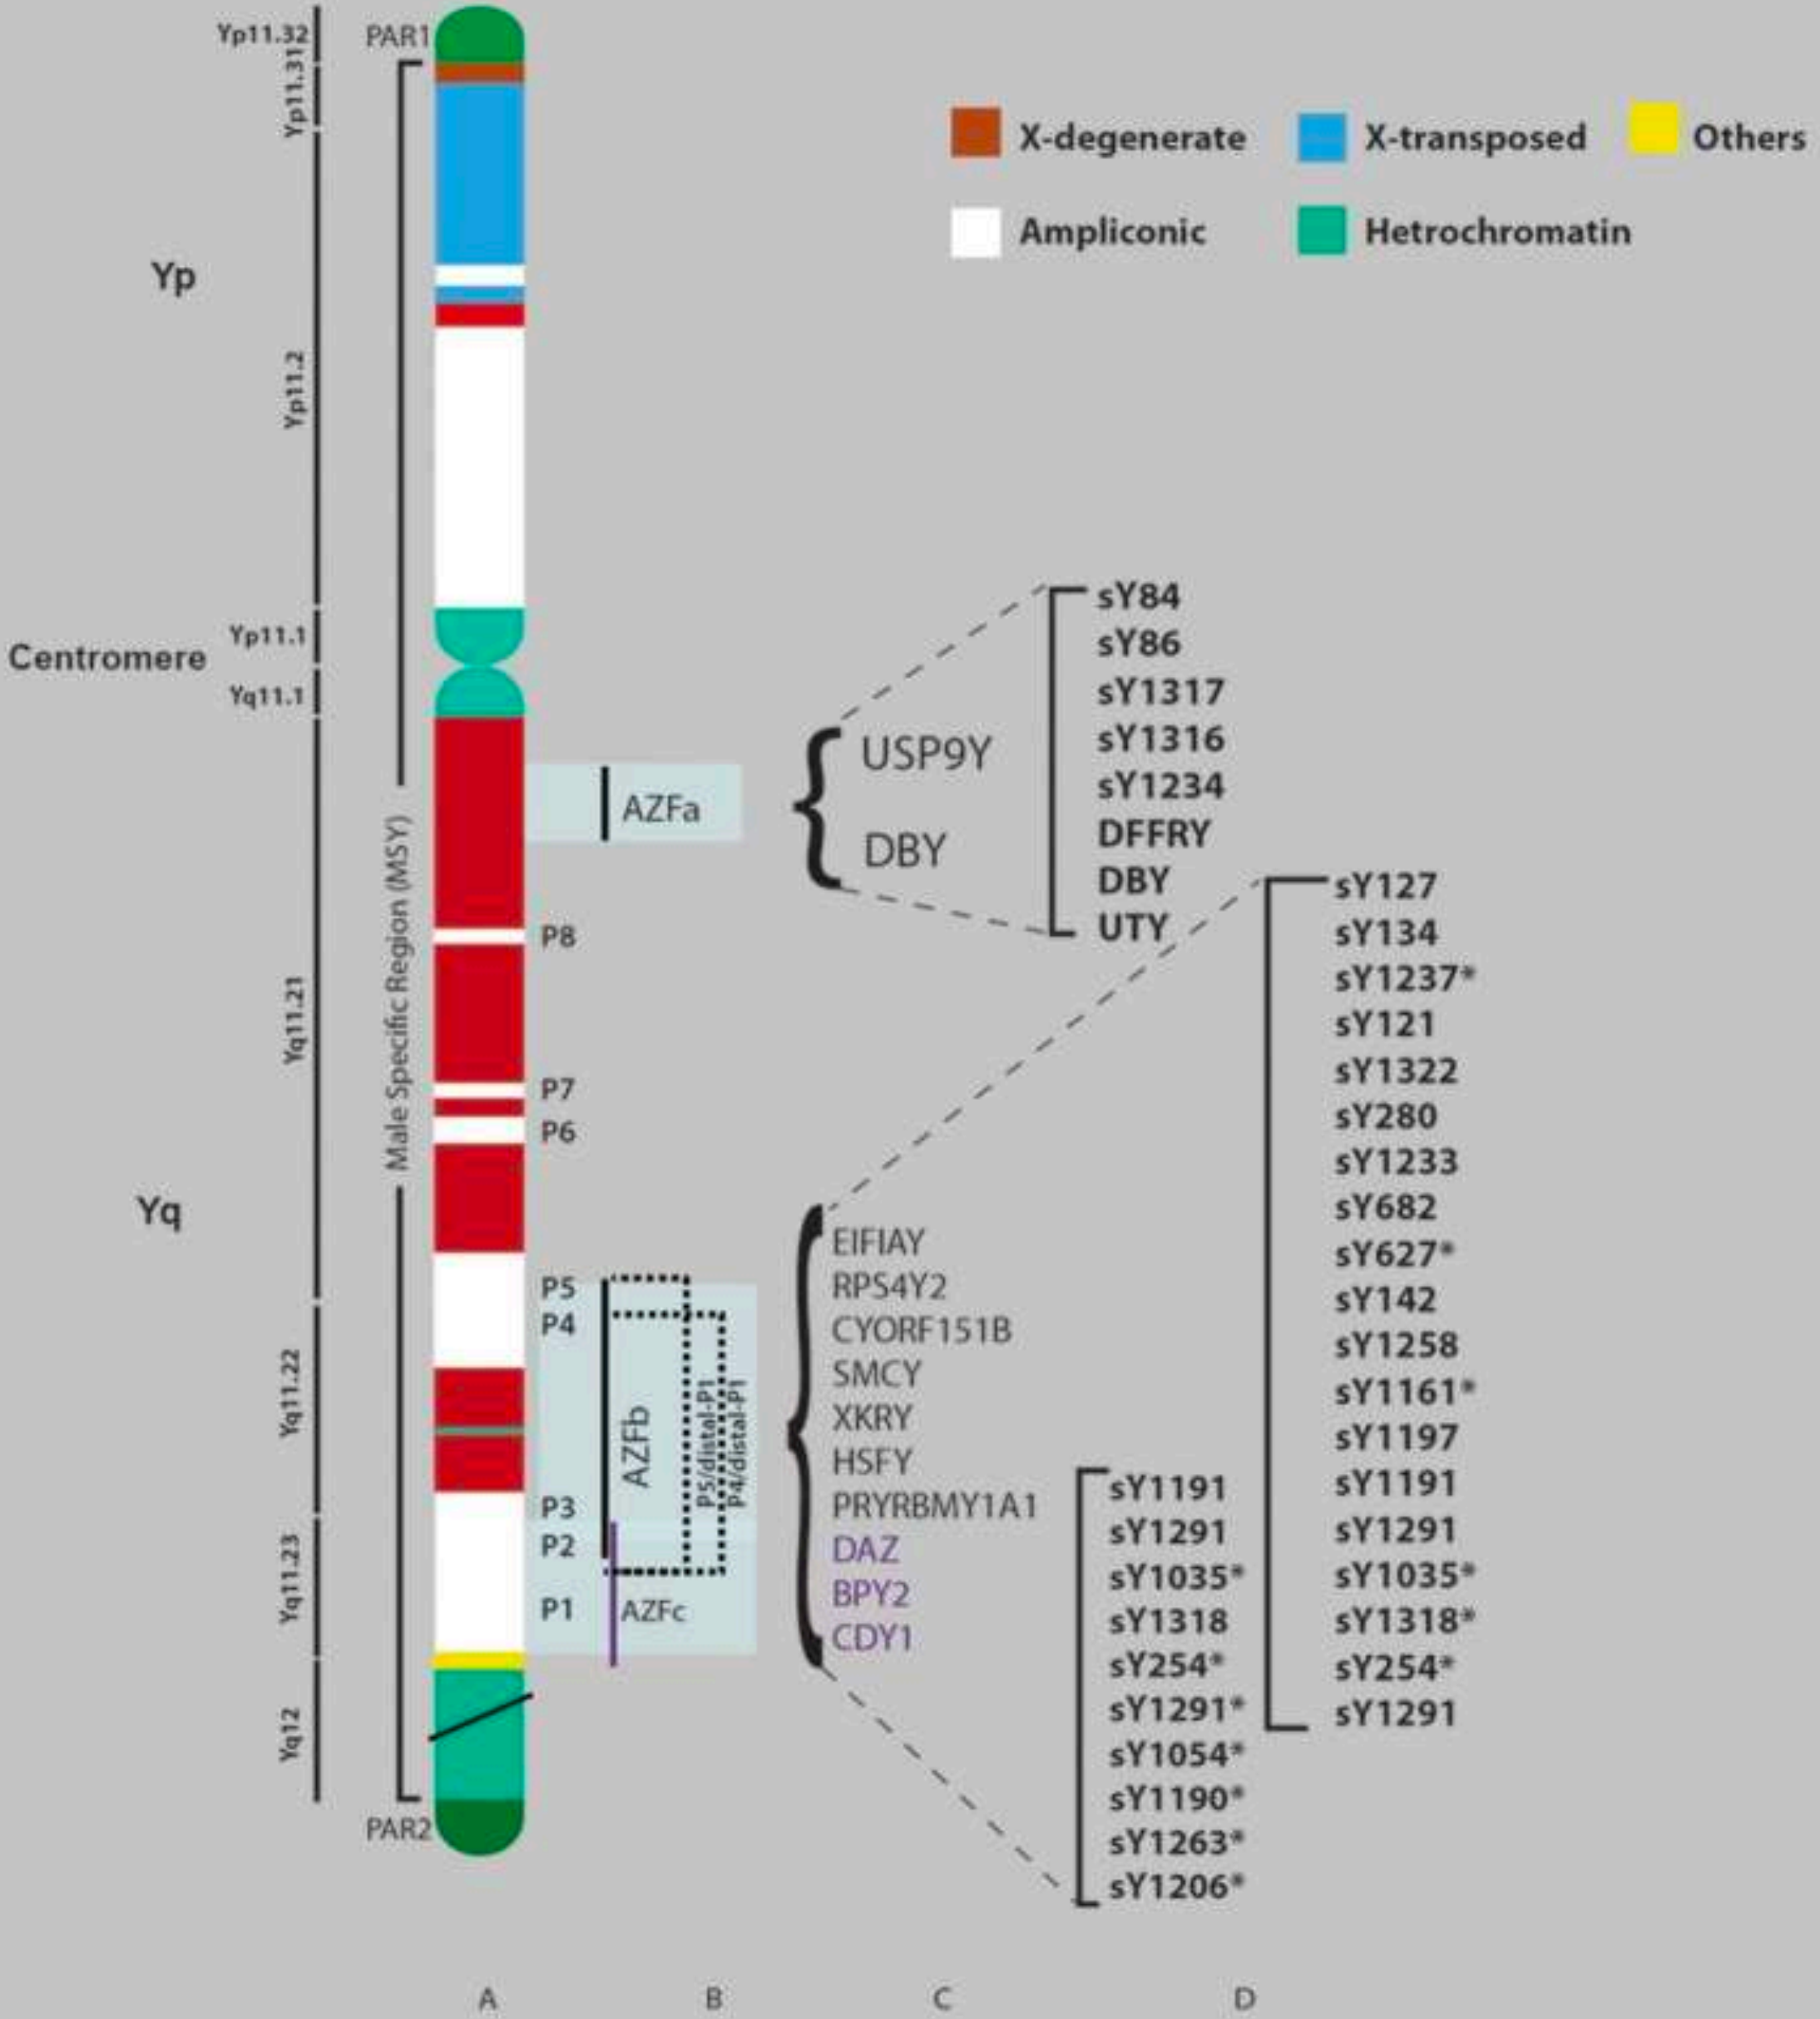 Yp11.32
PAR1
Yp11.31
X-degenerate
X-transposed
Others
Ampliconic
Hetrochromatin
Yp
Yp11.2
Centromere
Yp11.1
Yq11.1
Male Specific Region (MSY)
Yq11.21
Yq
Yq11.22
Yq11.23
Yq12
PAR2
P8
P7
P6
P5
P4
P3
P2
P1
AZFa
AZFb
P5/distal-P1
P4/distal-P1
AZFc
USP9Y
DBY
sY84
sY86
sY1317
sY1316
sY1234
DFFRY
DBY
UTY
EIFIAY
RPS4Y2
CYORF151B
SMCY
XKRY
HSFY
PRYRBMY1A1
DAZ
BPY2
CDY1
sY1191
sY1291
sY1035*
sY1318
sY254*
sY1291*
sY1054*
sY1190*
sY1263*
sY1206*
sY127
sY134
sY1237*
sY121
sY1322
sY280
sY1233
sY682
sY627*
sY142
sY1258
sY1161*
sY1197
sY1191
sY1291
sY1035*
sY1318*
sY254*
sY1291
A
B
C
D